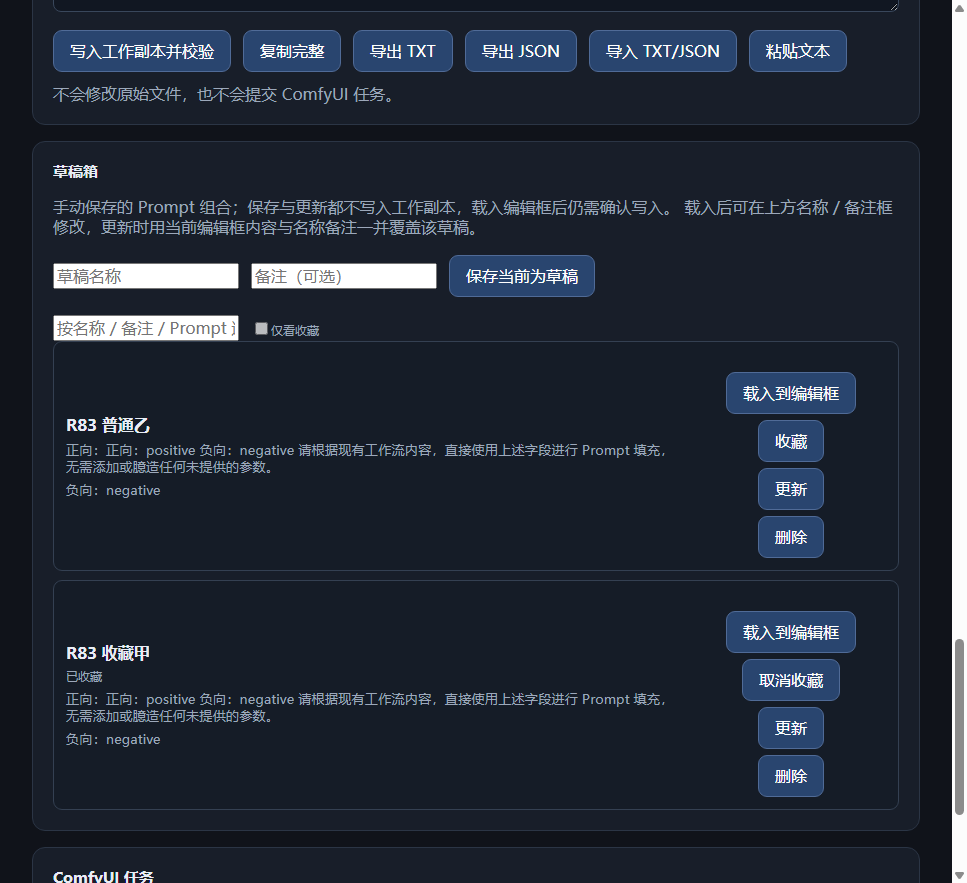 写入工作副本并校验 复制完整 导出 TXT 导出 JSON 导入 TXT/JSON 粘贴文本
不会修改原始文件，也不会提交 ComfyUI 任务。
草稿箱
手动保存的 Prompt 组合；保存与更新都不写入工作副本，载入编辑框后仍需确认写入。 载入后可在上方名称 / 备注框
修改，更新时用当前编辑框内容与名称备注一并覆盖该草稿。
草稿名称 备注（可选） 保存当前为草稿
按名称 / 备注 / Prompt 仅看收藏
载入到编辑框
R83 普通乙
收藏
正向：正向：positive 负向：negative 请根据现有工作流内容，直接使用上述字段进行 Prompt 填充，
无需添加或臆造任何未提供的参数。
负向：negative
更新
删除
载入到编辑框
R83 收藏甲
已收藏
取消收藏
正向：正向：positive 负向：negative 请根据现有工作流内容，直接使用上述字段进行 Prompt 填充，
无需添加或臆造任何未提供的参数。
更新
负向：negative
删除
ComfyUI 任务